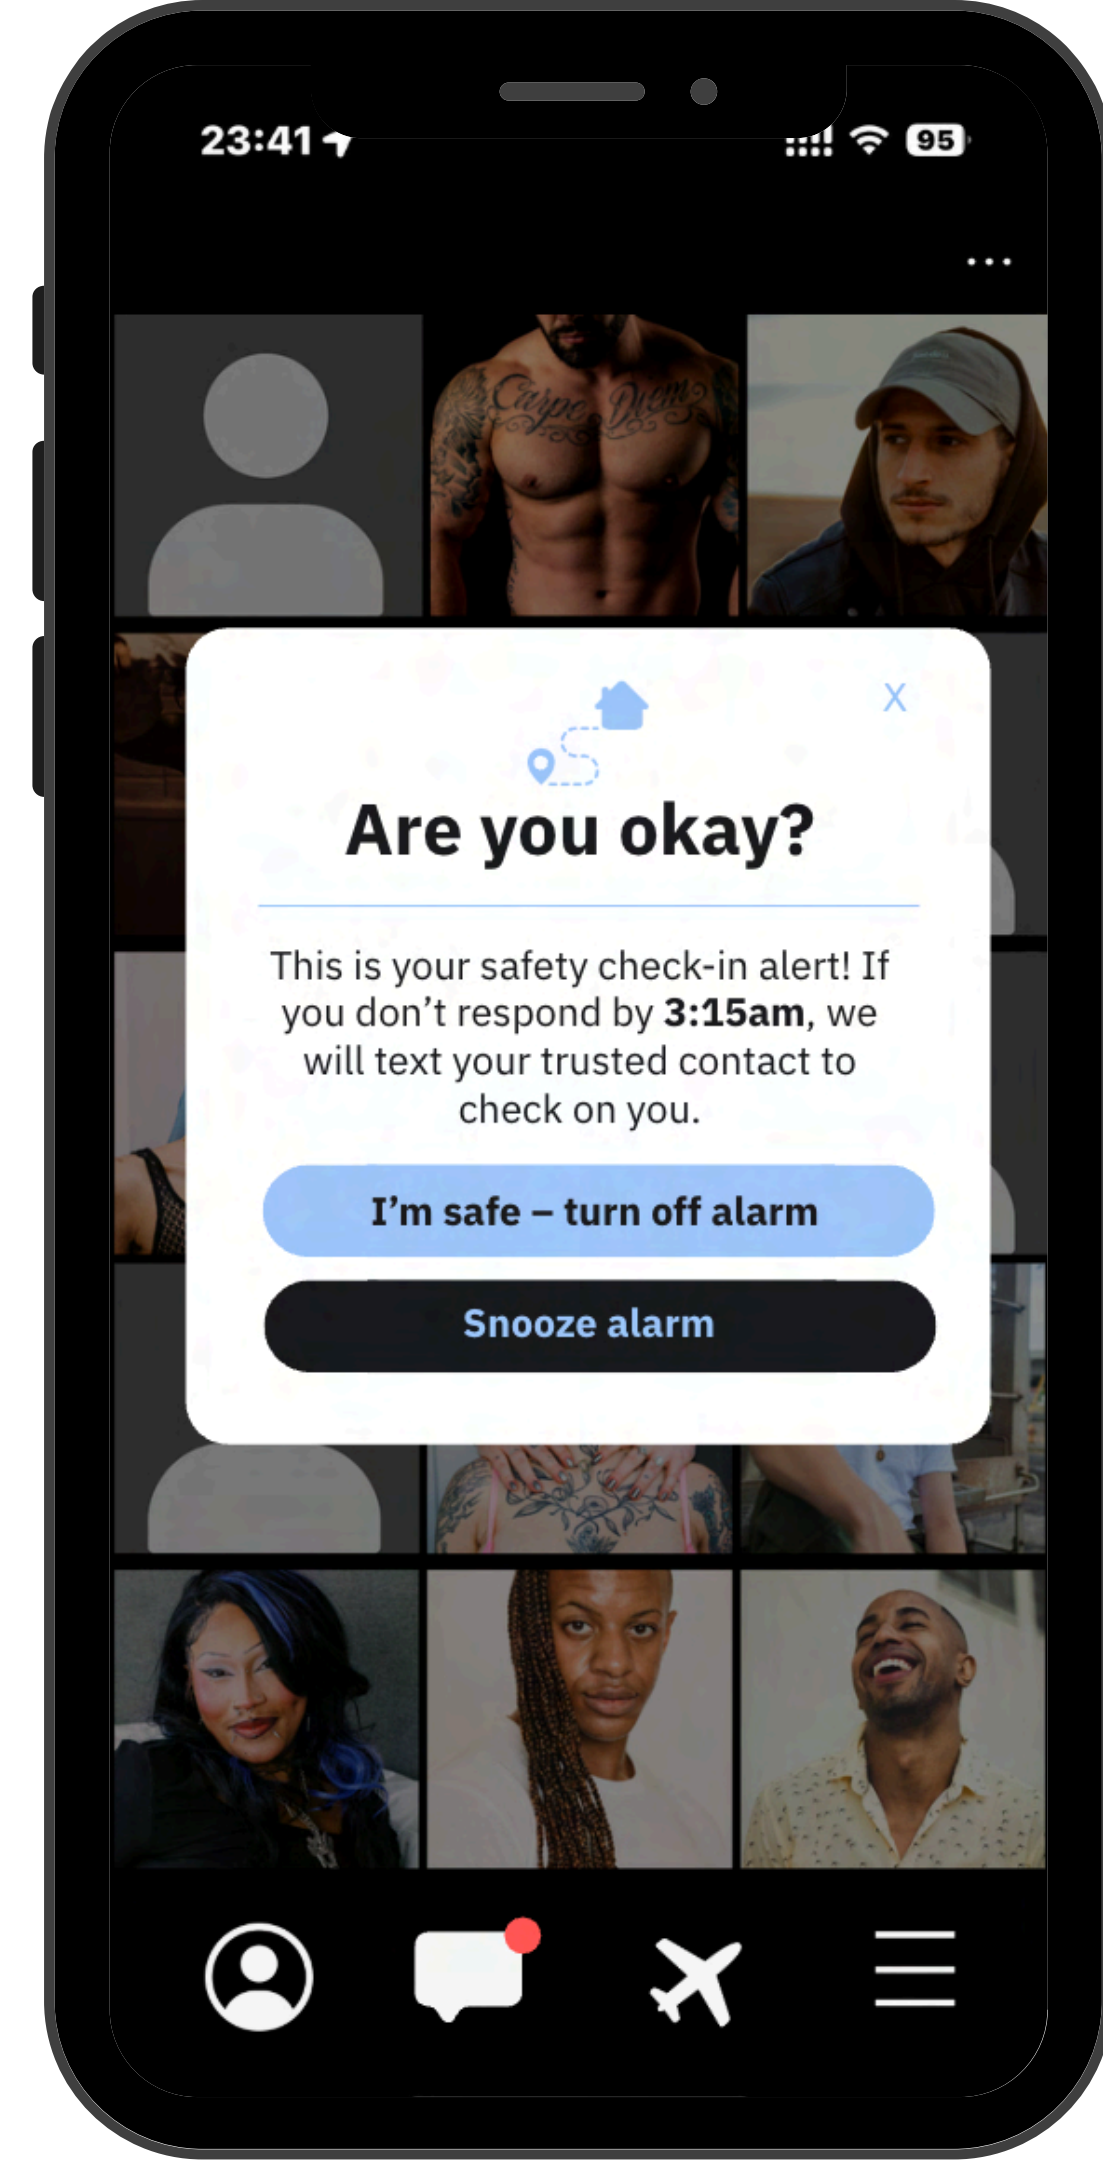 23:41
95
...
Carpe Diem
X
Are you okay?
This is your safety check-in alert! If
you don’t respond by 3:15am, we
will text your trusted contact to
check on you.
I’m safe – turn off alarm
Snooze alarm